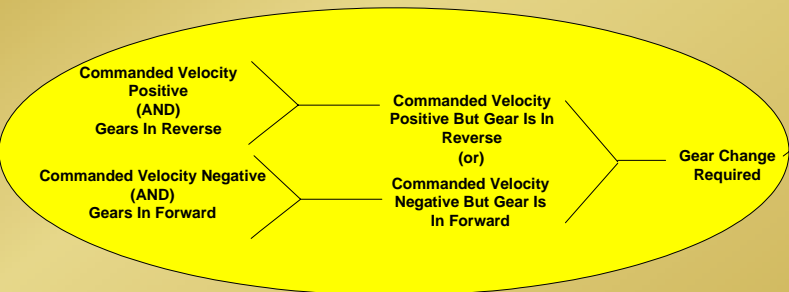 Commanded Velocity
Positive
(AND)
Gears In Reverse
Commanded Velocity Negative
(AND)
Gears In Forward
Commanded Velocity
Positive But Gear Is In
Reverse
(or)
Commanded Velocity
Negative But Gear Is
In Forward
Gear Change
Required